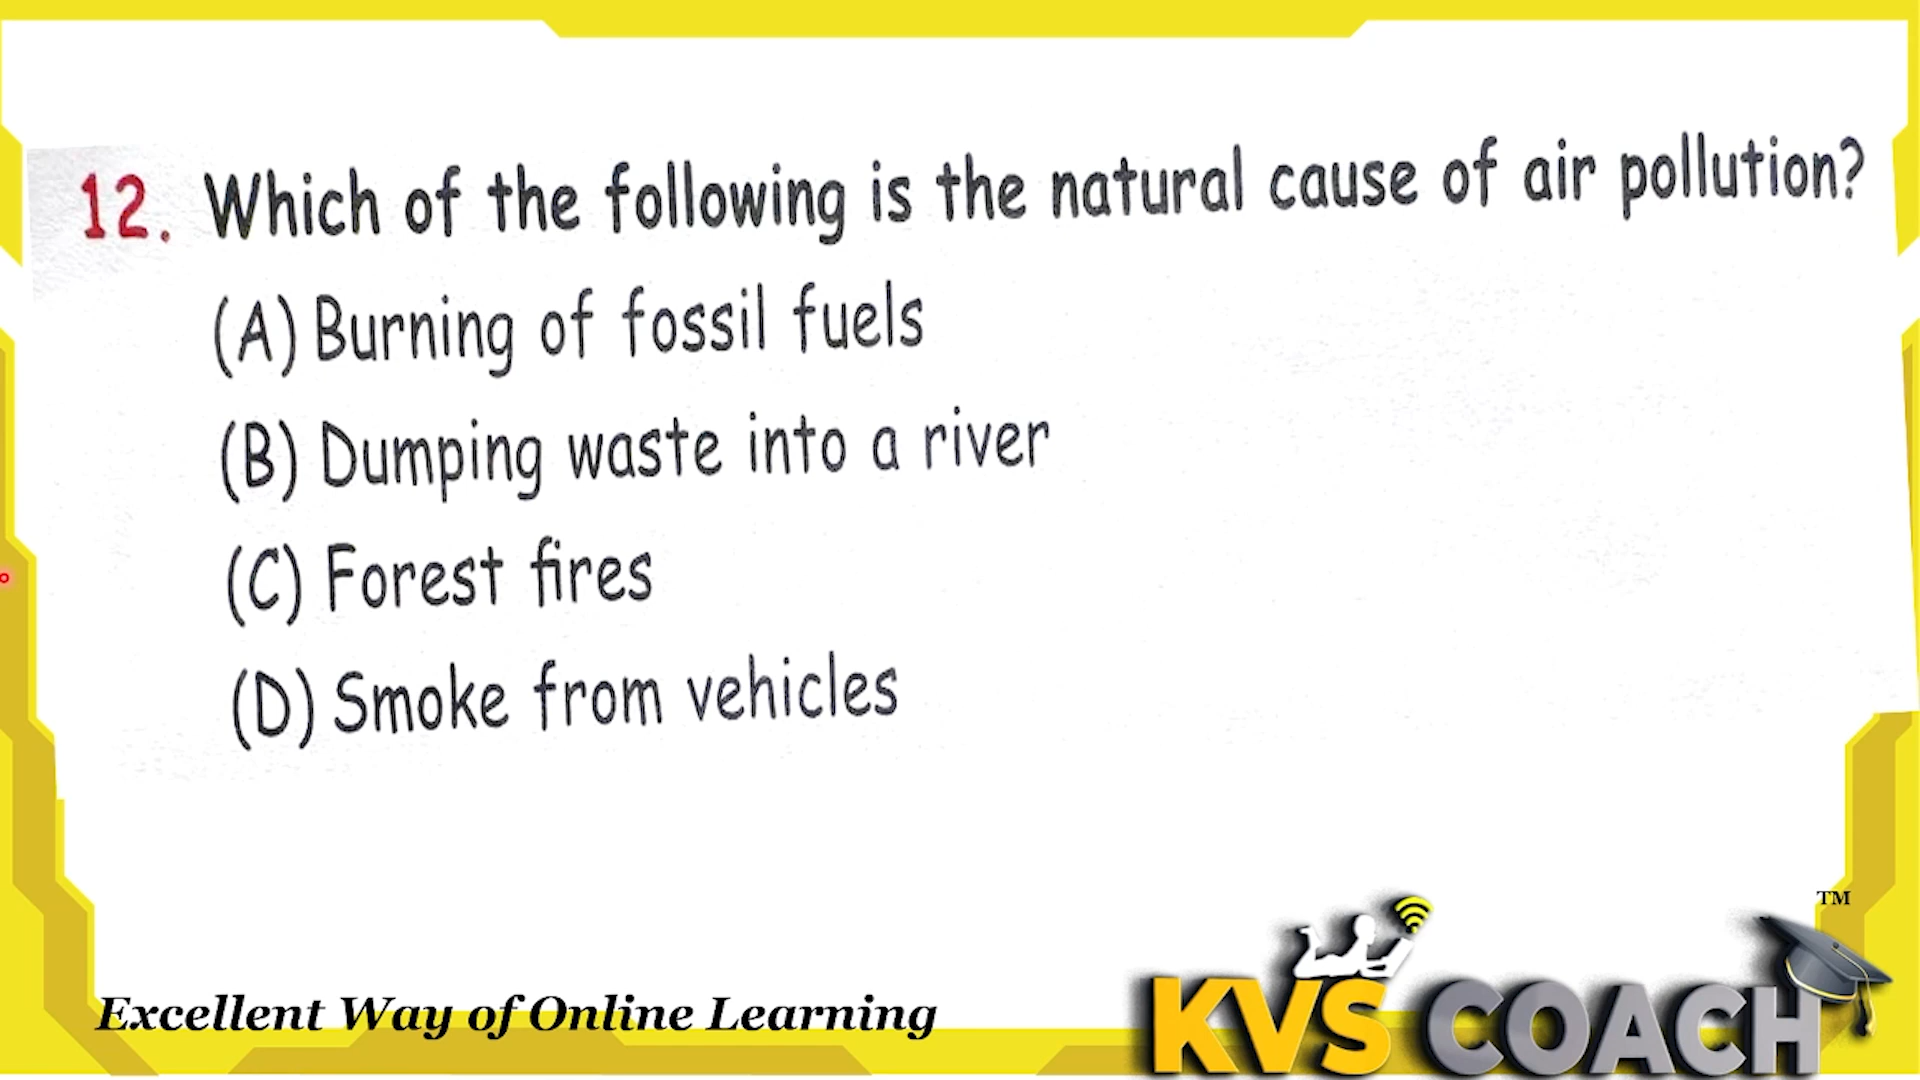 12. Which of the following is the natural cause of air pollution?
(A) Burning of fossil fuels
(B) Dumping waste into a river
(C) Forest fires
(D) Smoke from vehicles
TM
Excellent Way of Online Learning
KVS COACH